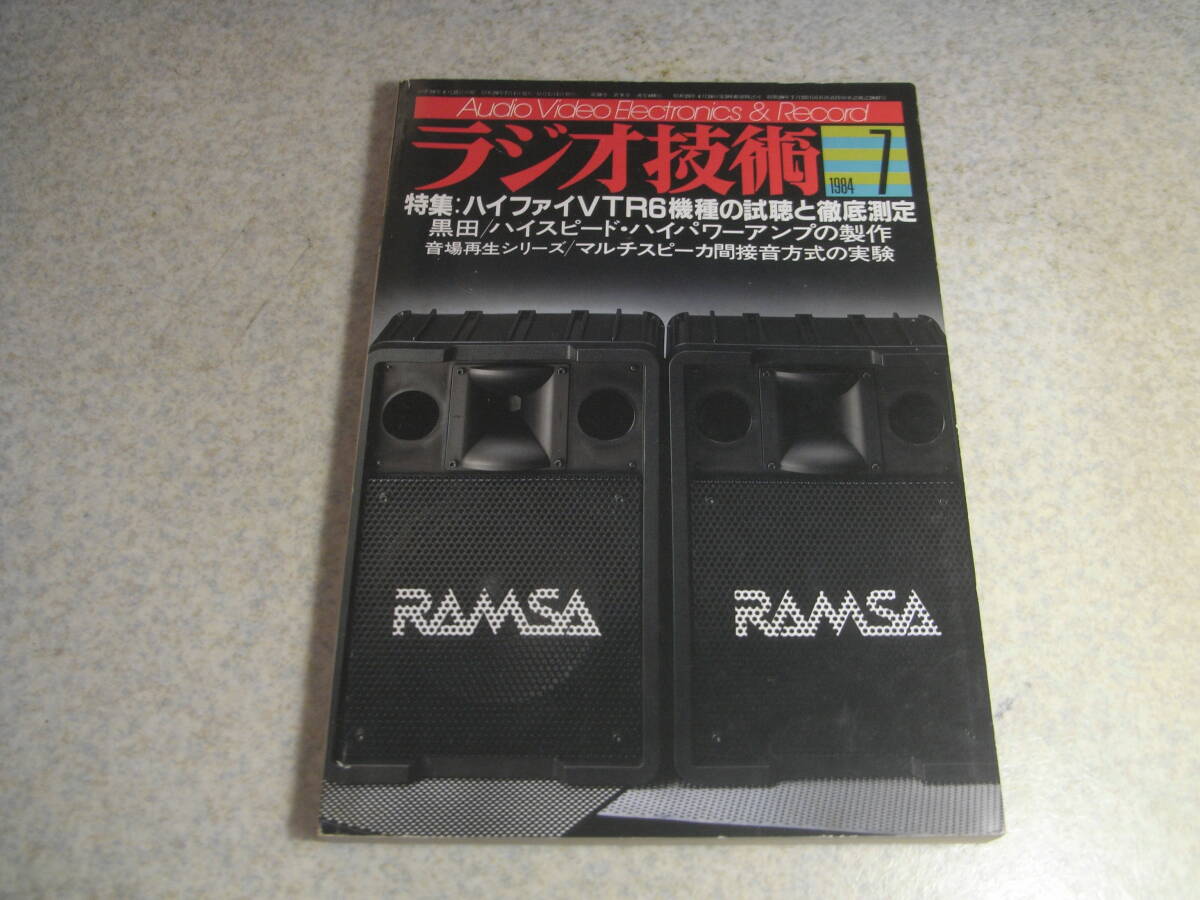 Audio Video Electronics & Record
ラジオ技術
1984 7
特集:ハイファイVTR6機種の試聴と徹底測定
黒田/ハイスピード・ハイパワーアンプの製作
音場再生シリーズ/マルチスピーカ間接音方式の実験
RAMSA RAMSA